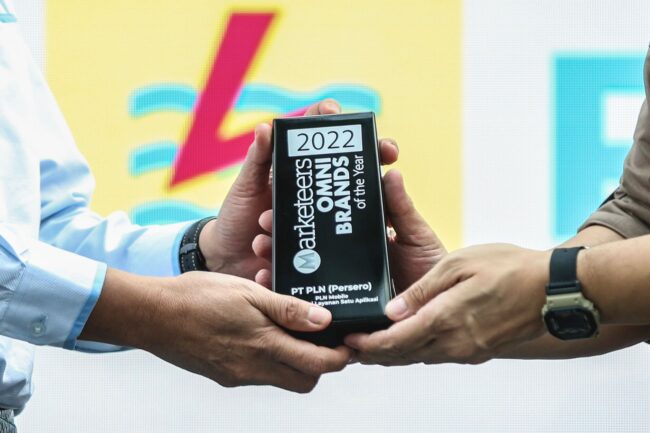 2022
Marketeers
OMNI
BRANDS
of the Year
PT PLN (Persero)
PLN Mobile
Layanan Satu Aplikasi